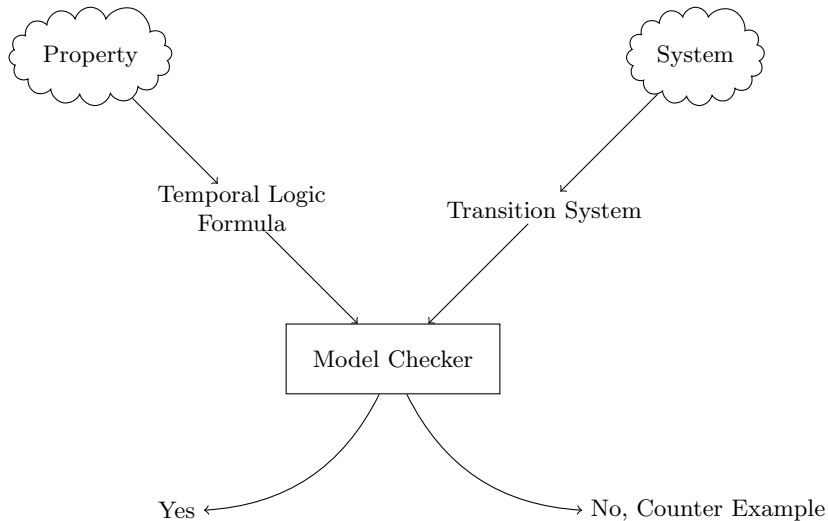 Property
System
Temporal Logic
Formula
Transition System
Model Checker
Yes
No, Counter Example